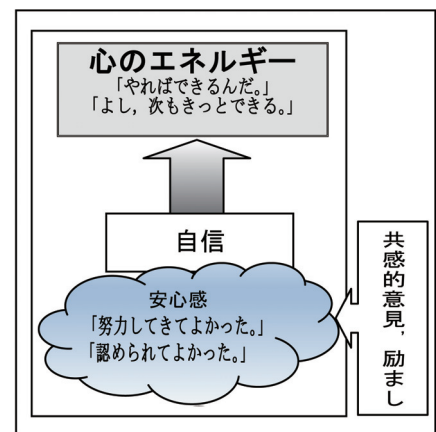 心のエネルギー
「やればできるんだ。」
「よし，次もきっとできる。」
自信
安心感
「努力してきてよかった。」
「認められてよかった。」
共感的意見，励まし